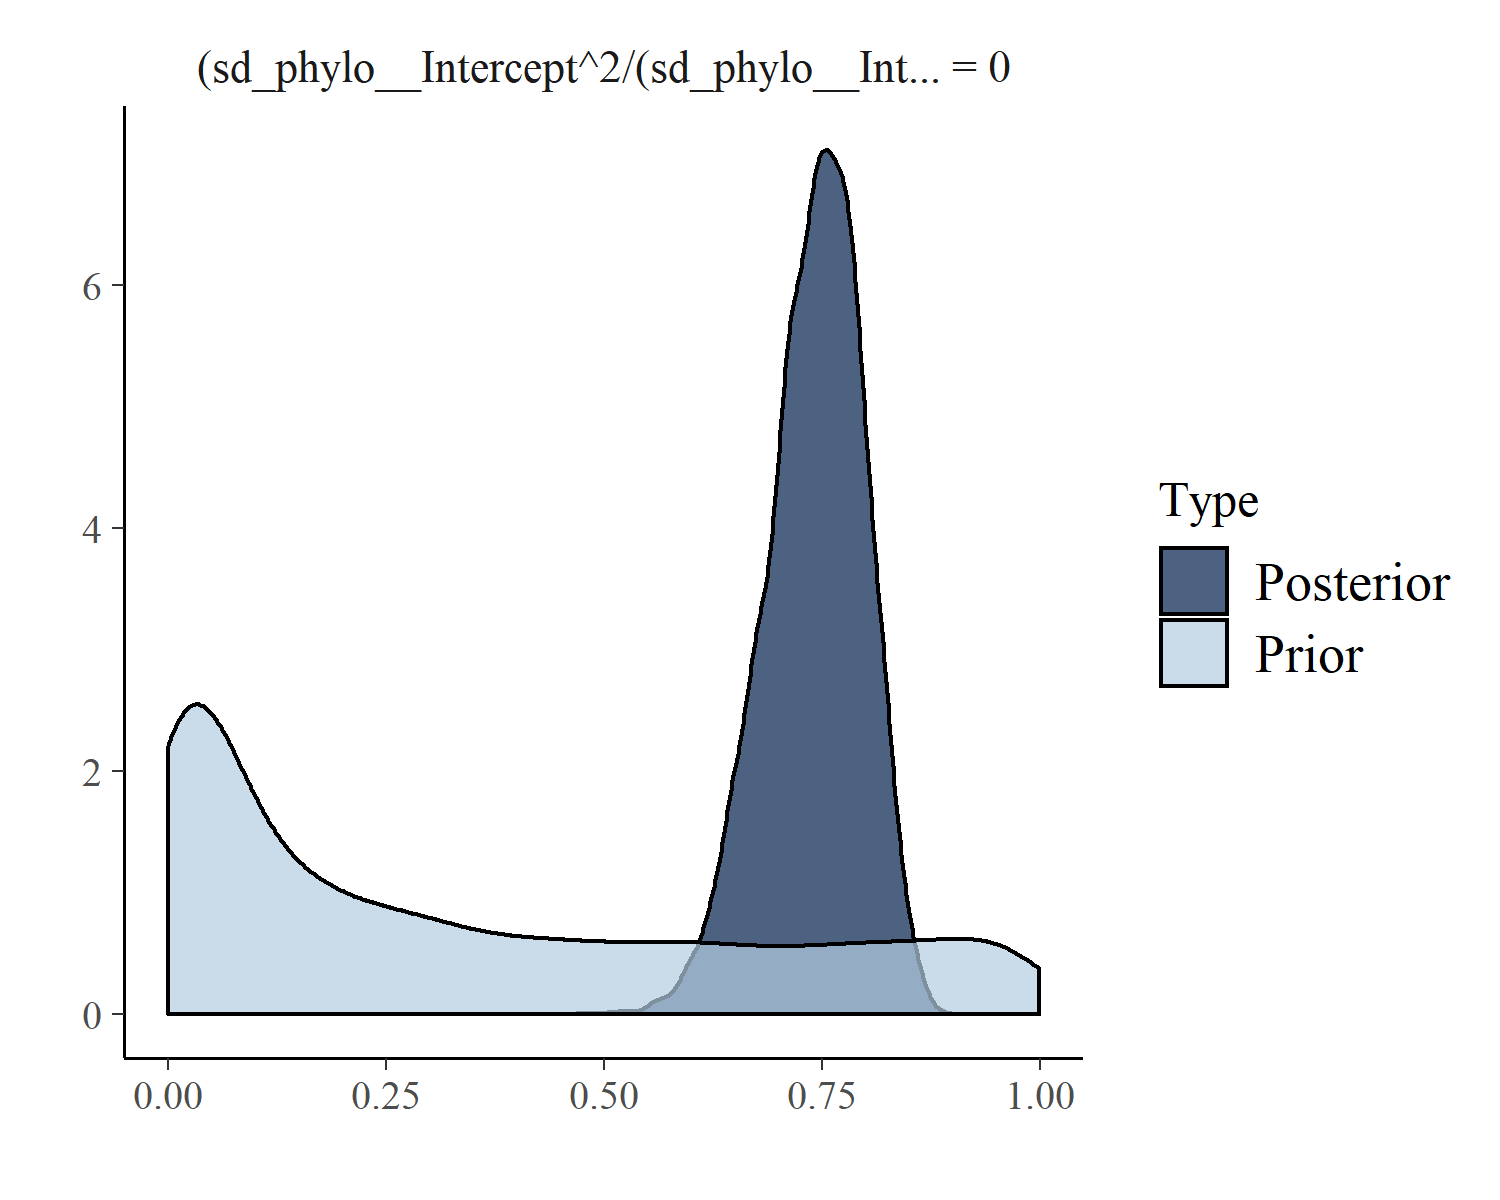 (sd_phylo__Intercept^2/(sd_phylo__Int... = 0
6
4
2
0
0.00 0.25 0.50 0.75 1.00
Type
Posterior
Prior